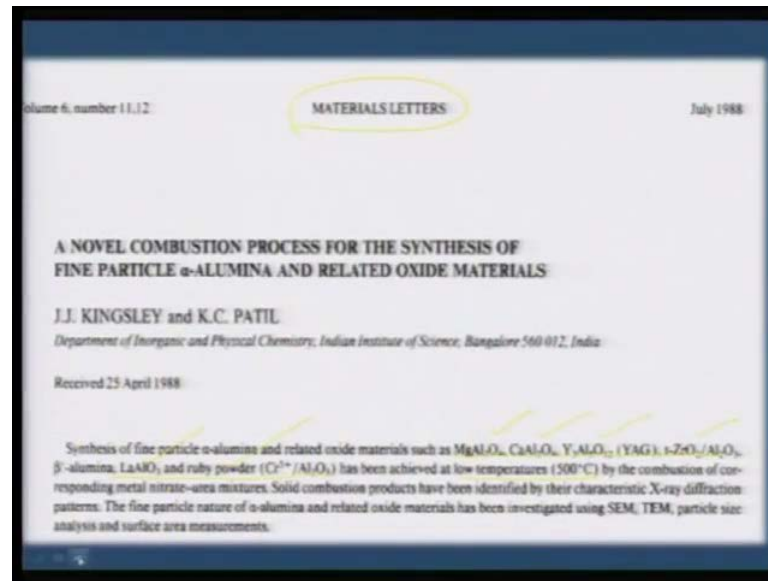 olume 6, number 11,12 MATERIALS LETTERS July 1988
A NOVEL COMBUSTION PROCESS FOR THE SYNTHESIS OF
FINE PARTICLE α-ALUMINA AND RELATED OXIDE MATERIALS
J.J. KINGSLEY and K.C. PATIL
Department of Inorganic and Physical Chemistry, Indian Institute of Science, Bangalore 560 012, India
Received 25 April 1988
Synthesis of fine particle α-alumina and related oxide materials such as MgAl₂O₄, CaAl₂O₄, Y₃Al₅O₁₂ (YAG), t-ZrO₂/Al₂O₃,
β′-alumina, LaAlO₃ and ruby powder (Cr³⁺/Al₂O₃) has been achieved at low temperatures (500°C) by the combustion of cor-
responding metal nitrate–urea mixtures. Solid combustion products have been identified by their characteristic X-ray diffraction
patterns. The fine particle nature of α-alumina and related oxide materials has been investigated using SEM, TEM, particle size
analysis and surface area measurements.